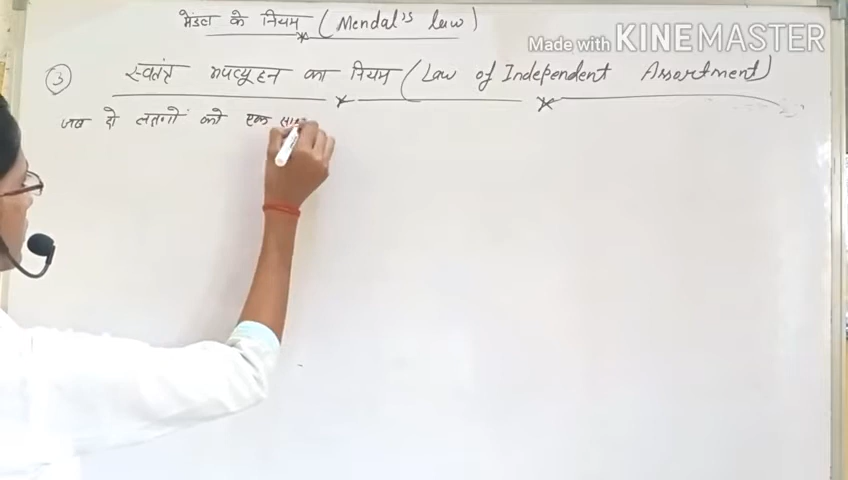 मेंडल के नियम (Mendal's law)
Made with KINEMASTER
③ स्वतंत्र अपव्यूहन का नियम (Law of Independent Assartment)
जब दो लक्षणों को एक साथ